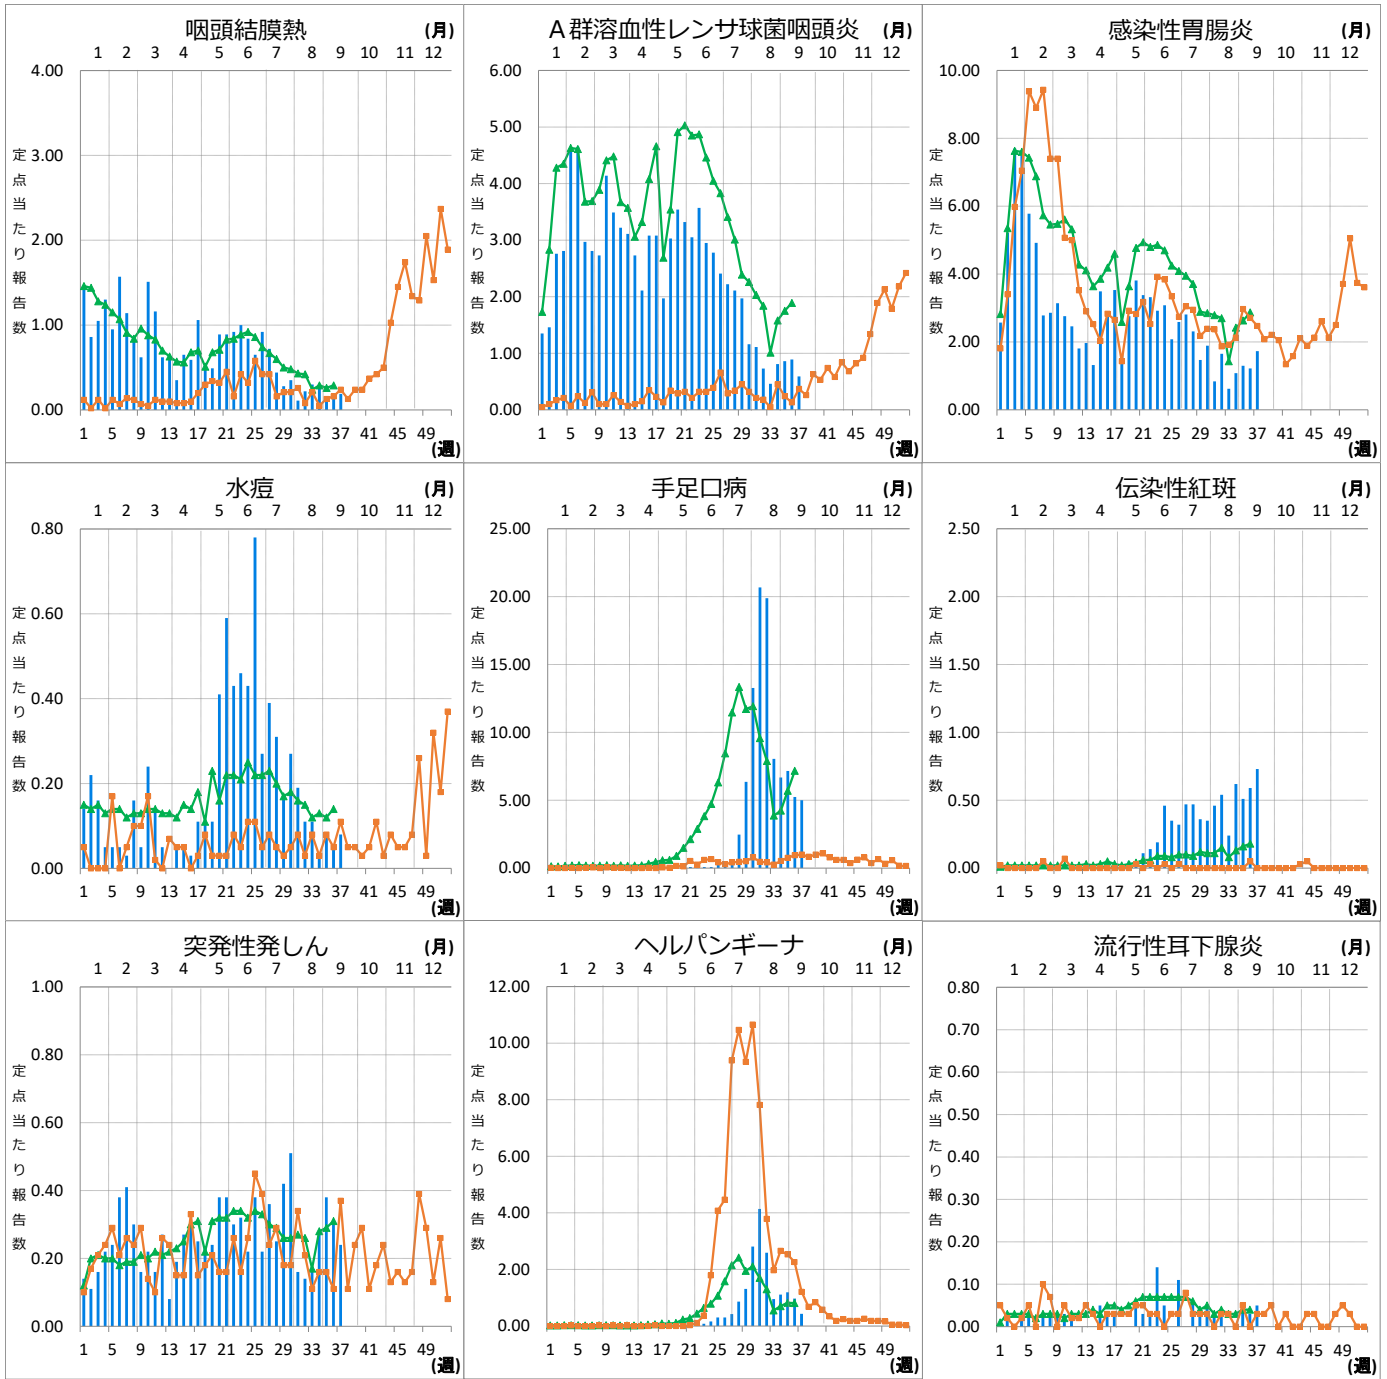 咽頭結膜熱 (月)
1 2 3 4 5 6 7 8 9 10 11 12
4.00
3.00
2.00
1.00
0.00
定点当たり報告数
1 5 9 13 17 21 25 29 33 37 41 45 49
(週)
A群溶血性レンサ球菌咽頭炎 (月)
1 2 3 4 5 6 7 8 9 10 11 12
6.00
5.00
4.00
3.00
2.00
1.00
0.00
定点当たり報告数
1 5 9 13 17 21 25 29 33 37 41 45 49
(週)
感染性胃腸炎 (月)
1 2 3 4 5 6 7 8 9 10 11 12
10.00
8.00
6.00
4.00
2.00
0.00
定点当たり報告数
1 5 9 13 17 21 25 29 33 37 41 45 49
(週)
水痘 (月)
1 2 3 4 5 6 7 8 9 10 11 12
0.80
0.60
0.40
0.20
0.00
定点当たり報告数
1 5 9 13 17 21 25 29 33 37 41 45 49
(週)
手足口病 (月)
1 2 3 4 5 6 7 8 9 10 11 12
25.00
20.00
15.00
10.00
5.00
0.00
定点当たり報告数
1 5 9 13 17 21 25 29 33 37 41 45 49
(週)
伝染性紅斑 (月)
1 2 3 4 5 6 7 8 9 10 11 12
2.50
2.00
1.50
1.00
0.50
0.00
定点当たり報告数
1 5 9 13 17 21 25 29 33 37 41 45 49
(週)
突発性発しん (月)
1 2 3 4 5 6 7 8 9 10 11 12
1.00
0.80
0.60
0.40
0.20
0.00
定点当たり報告数
1 5 9 13 17 21 25 29 33 37 41 45 49
(週)
ヘルパンギーナ (月)
1 2 3 4 5 6 7 8 9 10 11 12
12.00
10.00
8.00
6.00
4.00
2.00
0.00
定点当たり報告数
1 5 9 13 17 21 25 29 33 37 41 45 49
(週)
流行性耳下腺炎 (月)
1 2 3 4 5 6 7 8 9 10 11 12
0.80
0.70
0.60
0.50
0.40
0.30
0.20
0.10
0.00
定点当たり報告数
1 5 9 13 17 21 25 29 33 37 41 45 49
(週)